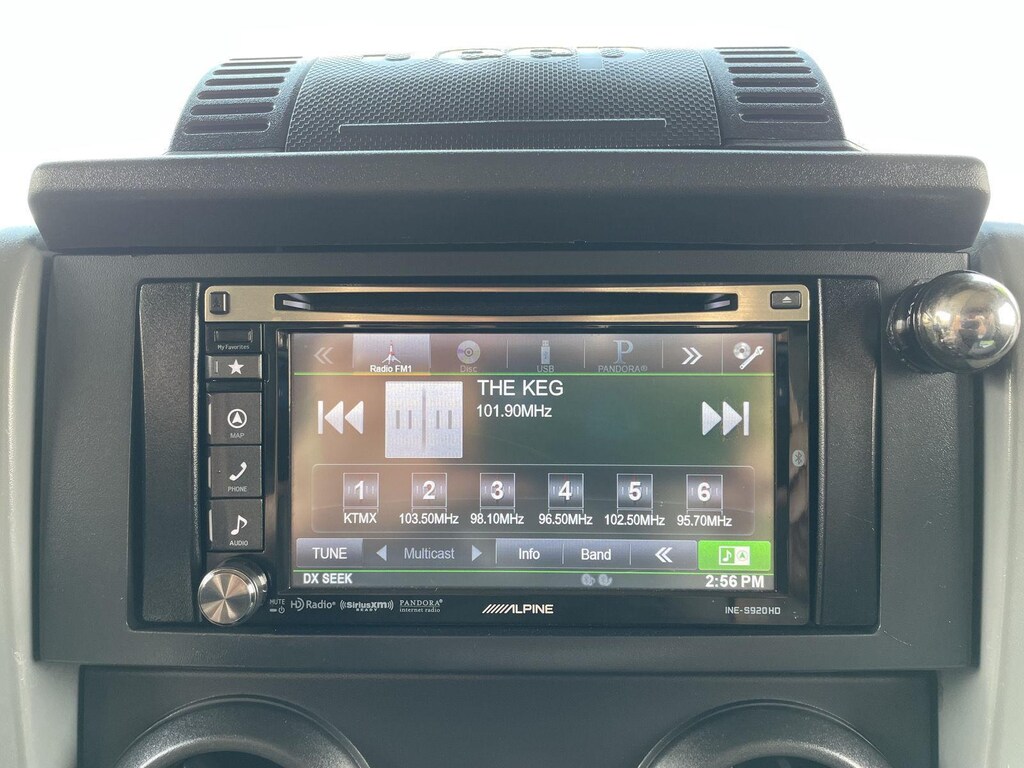 Jeep
My Favorites
MAP
PHONE
AUDIO
Radio FM1
Disc
USB
P
PANDORA®
THE KEG
101.90MHz
1 2 3 4 5 6
KTMX 103.50MHz 98.10MHz 96.50MHz 102.50MHz 95.70MHz
TUNE Multicast Info Band
DX SEEK 2:56 PM
MUTE
HD Radio
((SiriusXM))
READY
PANDORA®
internet radio
ALPINE
INE-S920HD